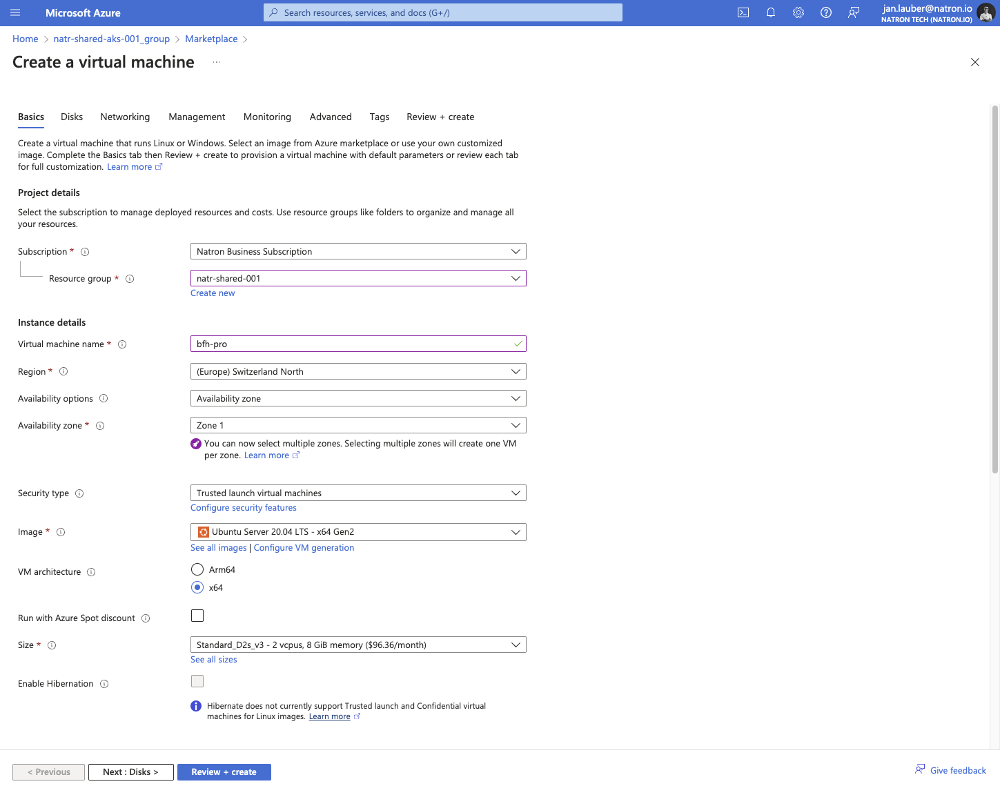 Microsoft Azure
Search resources, services, and docs (G+/)
jan.lauber@natron.io
NATRON TECH (NATRON.IO)
Home > natr-shared-aks-001_group > Marketplace >
Create a virtual machine ...
Basics Disks Networking Management Monitoring Advanced Tags Review + create
Create a virtual machine that runs Linux or Windows. Select an image from Azure marketplace or use your own customized
image. Complete the Basics tab then Review + create to provision a virtual machine with default parameters or review each tab
for full customization. Learn more
Project details
Select the subscription to manage deployed resources and costs. Use resource groups like folders to organize and manage all
your resources.
Subscription * Natron Business Subscription
Resource group * natr-shared-001
Create new
Instance details
Virtual machine name * bfh-pro
Region * (Europe) Switzerland North
Availability options Availability zone
Availability zone * Zone 1
You can now select multiple zones. Selecting multiple zones will create one VM
per zone. Learn more
Security type Trusted launch virtual machines
Configure security features
Image * Ubuntu Server 20.04 LTS - x64 Gen2
See all images | Configure VM generation
VM architecture
Arm64
x64
Run with Azure Spot discount
Size * Standard_D2s_v3 - 2 vcpus, 8 GiB memory ($96.36/month)
See all sizes
Enable Hibernation
Hibernate does not currently support Trusted launch and Confidential virtual
machines for Linux images. Learn more
< Previous Next : Disks > Review + create Give feedback